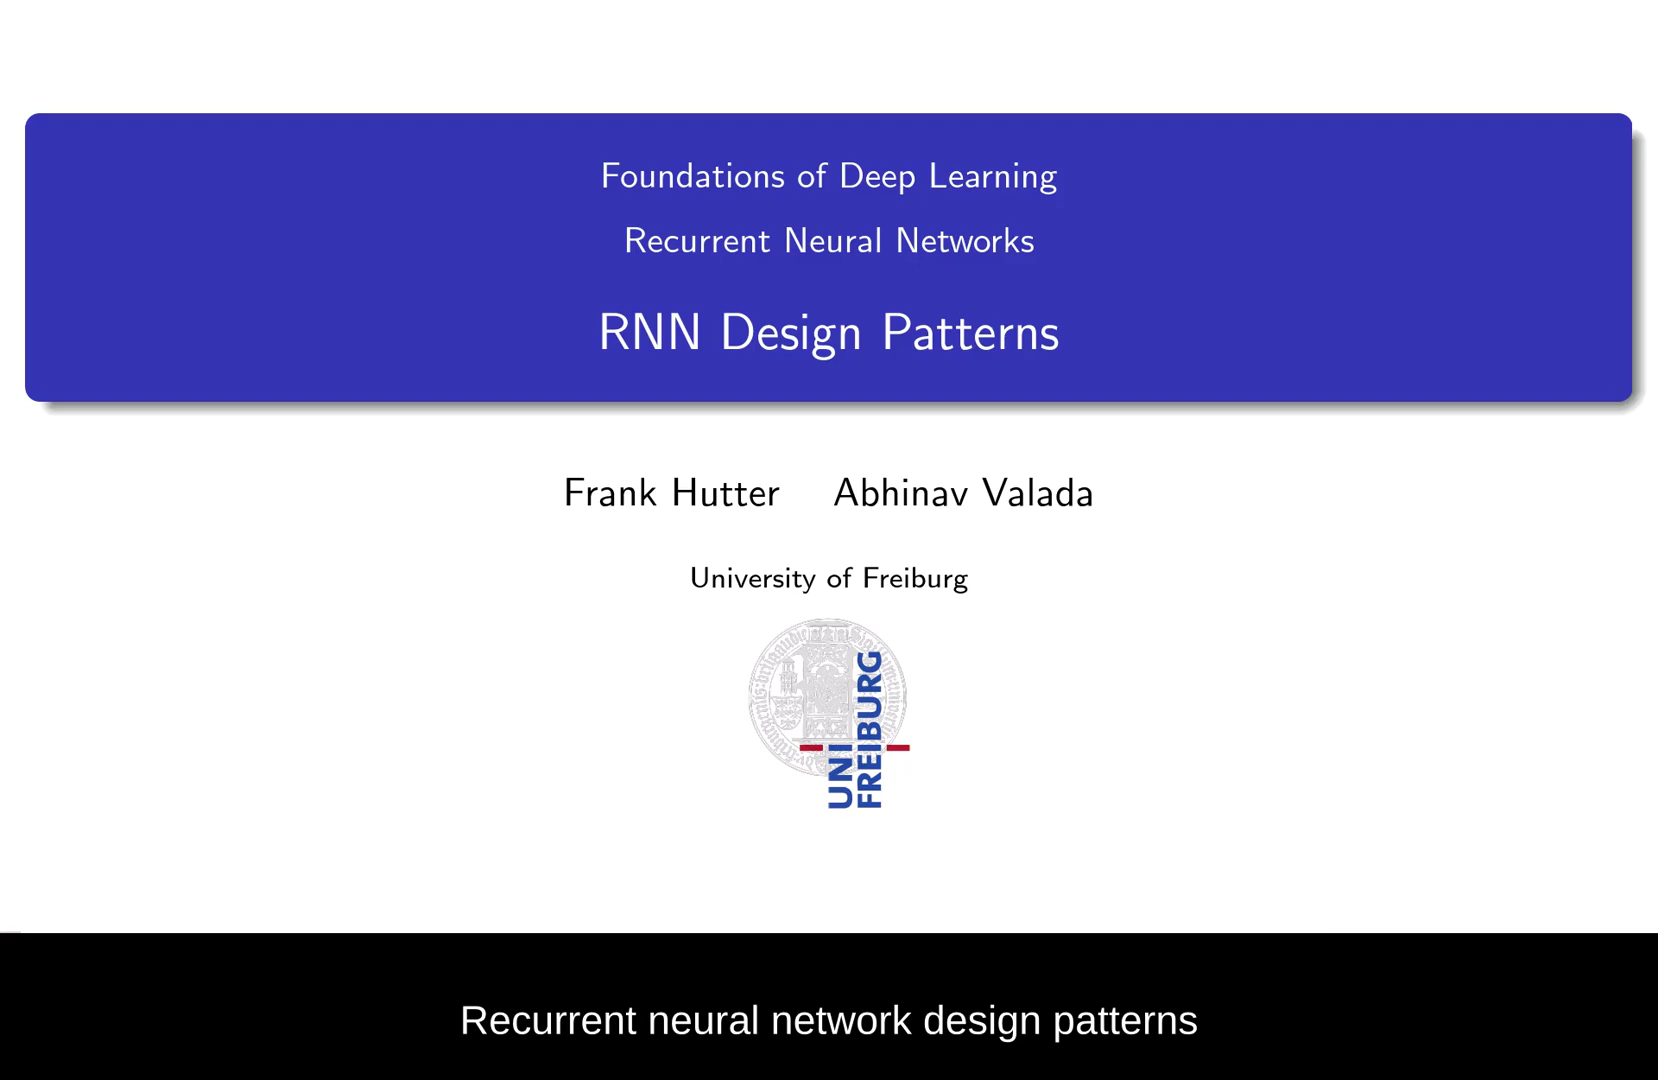 Foundations of Deep Learning
Recurrent Neural Networks
RNN Design Patterns
Frank Hutter Abhinav Valada
University of Freiburg
UNI
FREIBURG
Recurrent neural network design patterns